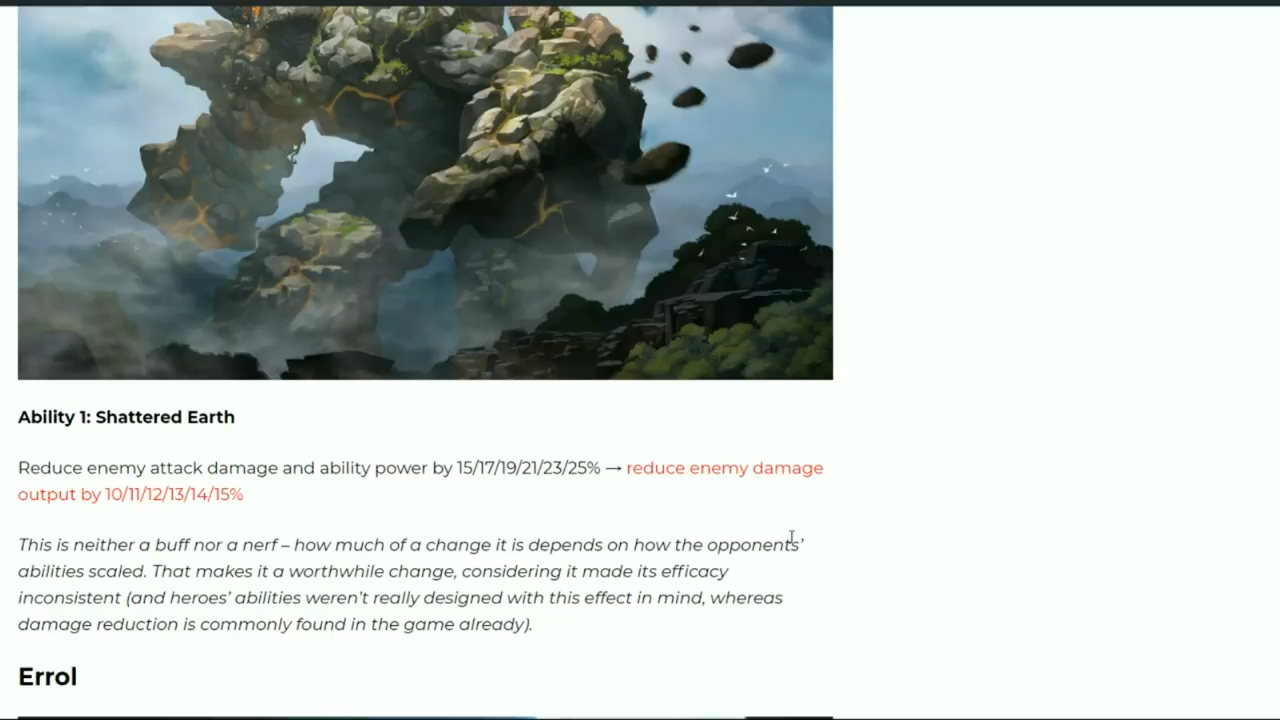 Ability 1: Shattered Earth
Reduce enemy attack damage and ability power by 15/17/19/21/23/25% → reduce enemy damage
output by 10/11/12/13/14/15%
This is neither a buff nor a nerf – how much of a change it is depends on how the opponents’
abilities scaled. That makes it a worthwhile change, considering it made its efficacy
inconsistent (and heroes’ abilities weren’t really designed with this effect in mind, whereas
damage reduction is commonly found in the game already).
Errol